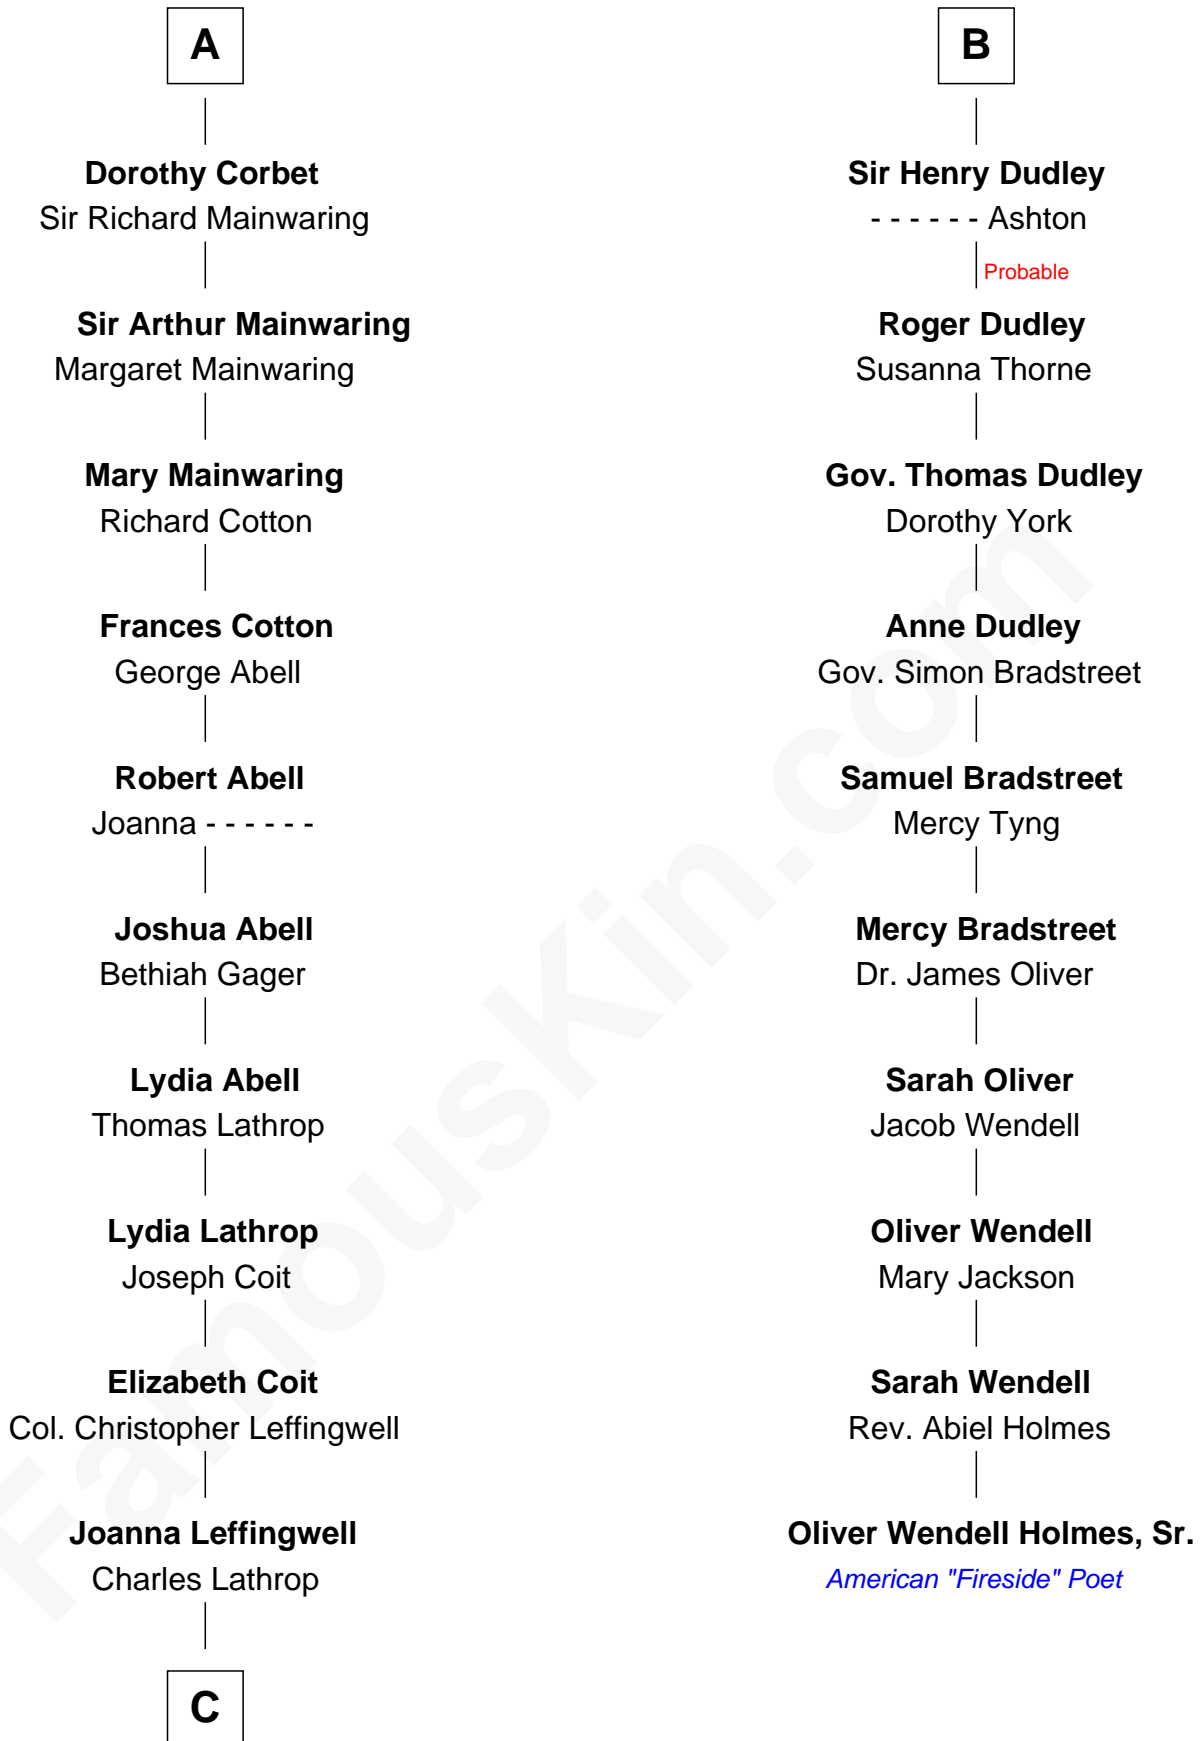 A
Dorothy Corbet
Sir Richard Mainwaring
Sir Arthur Mainwaring
Margaret Mainwaring
Mary Mainwaring
Richard Cotton
Frances Cotton
George Abell
Robert Abell
Joanna - - - - - -
Joshua Abell
Bethiah Gager
Lydia Abell
Thomas Lathrop
Lydia Lathrop
Joseph Coit
Elizabeth Coit
Col. Christopher Leffingwell
Joanna Leffingwell
Charles Lathrop
C
B
Sir Henry Dudley
- - - - - - Ashton
Probable
Roger Dudley
Susanna Thorne
Gov. Thomas Dudley
Dorothy York
Anne Dudley
Gov. Simon Bradstreet
Samuel Bradstreet
Mercy Tyng
Mercy Bradstreet
Dr. James Oliver
Sarah Oliver
Jacob Wendell
Oliver Wendell
Mary Jackson
Sarah Wendell
Rev. Abiel Holmes
Oliver Wendell Holmes, Sr.
American "Fireside" Poet
FamousKin.com